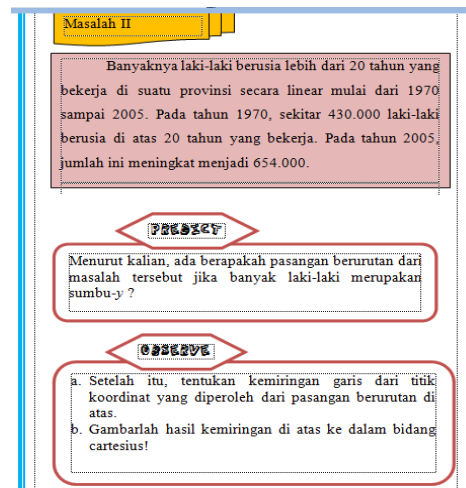 Masalah II
Banyaknya laki-laki berusia lebih dari 20 tahun yang
bekerja di suatu provinsi secara linear mulai dari 1970
sampai 2005. Pada tahun 1970, sekitar 430.000 laki-laki
berusia di atas 20 tahun yang bekerja. Pada tahun 2005,
jumlah ini meningkat menjadi 654.000.
PREDICT
Menurut kalian, ada berapakah pasangan berurutan dari
masalah tersebut jika banyak laki-laki merupakan
sumbu-y ?
OBSERVE
a. Setelah itu, tentukan kemiringan garis dari titik
koordinat yang diperoleh dari pasangan berurutan di
atas.
b. Gambarlah hasil kemiringan di atas ke dalam bidang
cartesius!